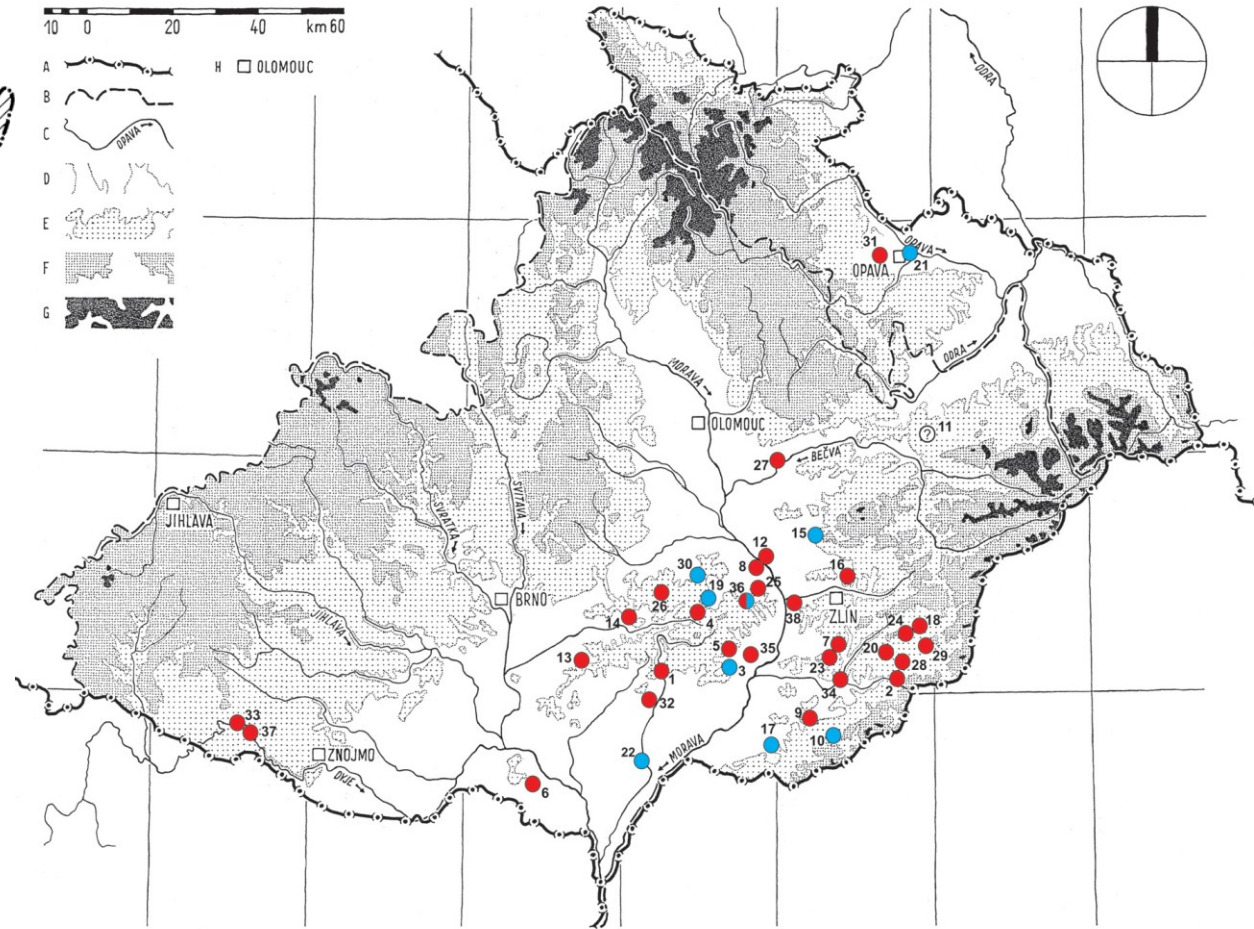 10 0 20 40 km 60
A
H OLOMOUC
B
C OPAVA
D
E
F
G
ODRA
31 OPAVA
OPAVA 21
ODRA
MORAVA
OLOMOUC
11
?
27 BEČVA
JIHLAVA
SVRATKA
SVITAVA
15
12
8
30
16
19 36 25
26
BRNO
4
38 ZLÍN
14
JIHLAVA
24 18
7
5 35
20 29
13
23 28
3
1
34 2
32
9
33
10
17
37
MORAVA
ZNOJMO
22
DYJE
6